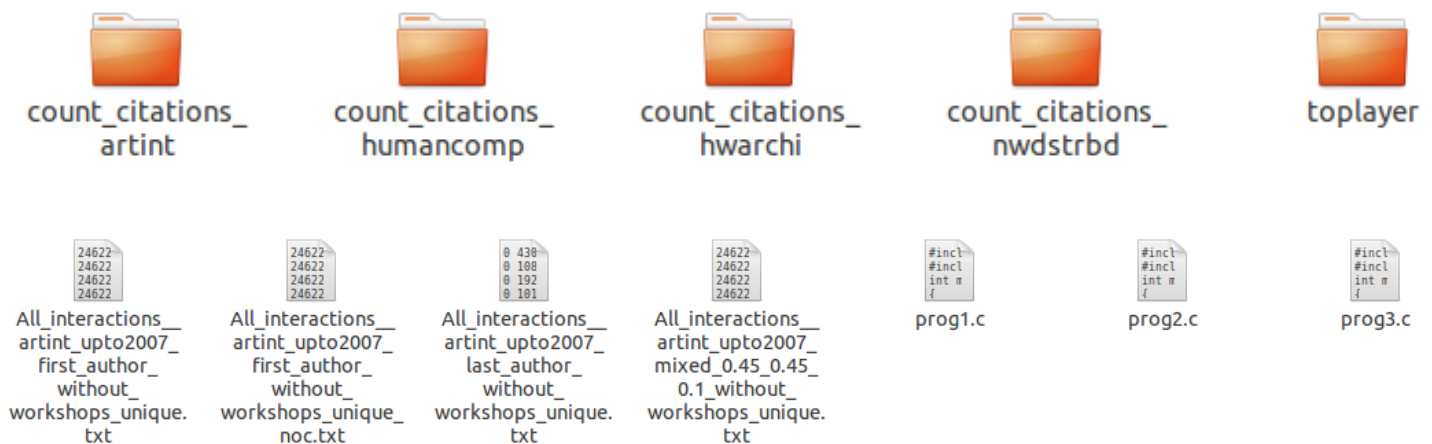 count_citations_
artint
count_citations_
humancomp
count_citations_
hwarchi
count_citations_
nwdstrbd
toplayer
24622
24622
24622
24622
All_interactions__
artint_upto2007_
first_author_
without_
workshops_unique.
txt
24622
24622
24622
24622
All_interactions__
artint_upto2007_
first_author_
without_
workshops_unique_
noc.txt
0 430
0 108
0 192
0 101
All_interactions__
artint_upto2007_
last_author_
without_
workshops_unique.
txt
24622
24622
24622
24622
All_interactions__
artint_upto2007_
mixed_0.45_0.45_
0.1_without_
workshops_unique.
txt
#incl
#incl
int m
{
prog1.c
#incl
#incl
int m
{
prog2.c
#incl
#incl
int m
{
prog3.c